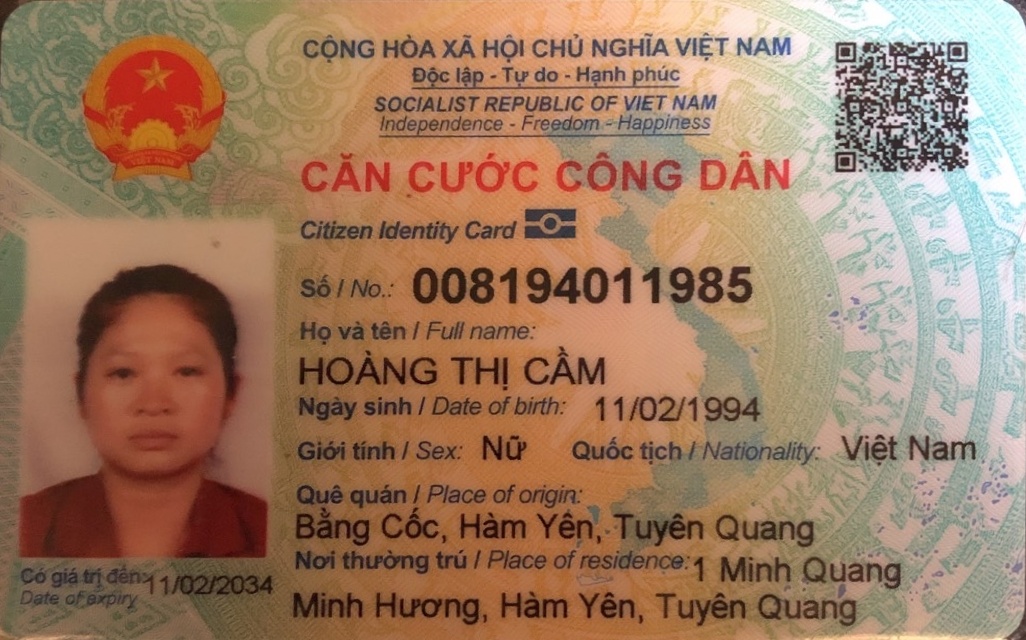 CỘNG HÒA XÃ HỘI CHỦ NGHĨA VIỆT NAM
Độc lập - Tự do - Hạnh phúc
SOCIALIST REPUBLIC OF VIET NAM
Independence - Freedom - Happiness
CĂN CƯỚC CÔNG DÂN
Citizen Identity Card
Số / No.: 008194011985
Họ và tên / Full name:
HOÀNG THỊ CẦM
Ngày sinh / Date of birth: 11/02/1994
Giới tính / Sex: Nữ Quốc tịch / Nationality: Việt Nam
Quê quán / Place of origin:
Bằng Cốc, Hàm Yên, Tuyên Quang
Nơi thường trú / Place of residence: 1 Minh Quang
Minh Hương, Hàm Yên, Tuyên Quang
Có giá trị đến: 11/02/2034
Date of expiry
VIỆT NAM